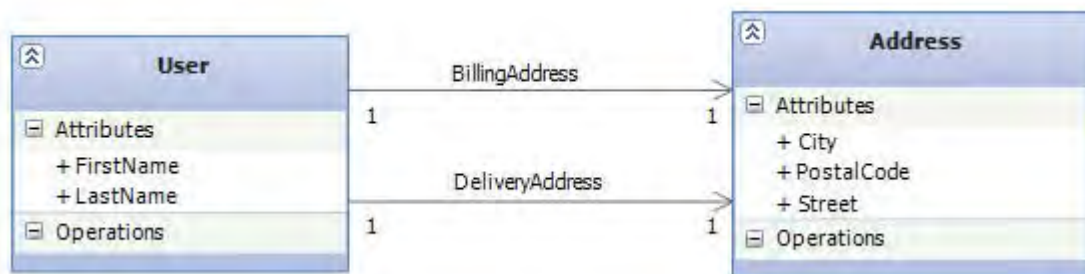 User
Attributes
+ FirstName
+ LastName
Operations
BillingAddress
1 1
DeliveryAddress
1 1
Address
Attributes
+ City
+ PostalCode
+ Street
Operations